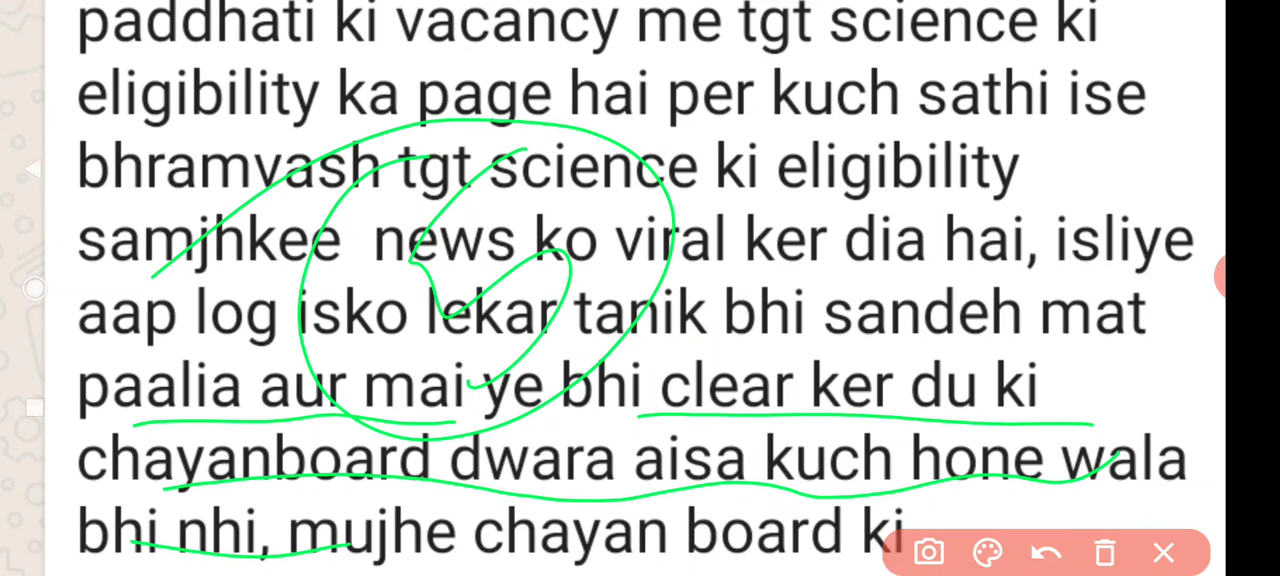 paddhati ki vacancy me tgt science ki
eligibility ka page hai per kuch sathi ise
bhramvash tgt science ki eligibility
samjhkee news ko viral ker dia hai, isliye
aap log isko lekar tanik bhi sandeh mat
paalia aur mai ye bhi clear ker du ki
chayanboard dwara aisa kuch hone wala
bhi nhi, mujhe chayan board ki